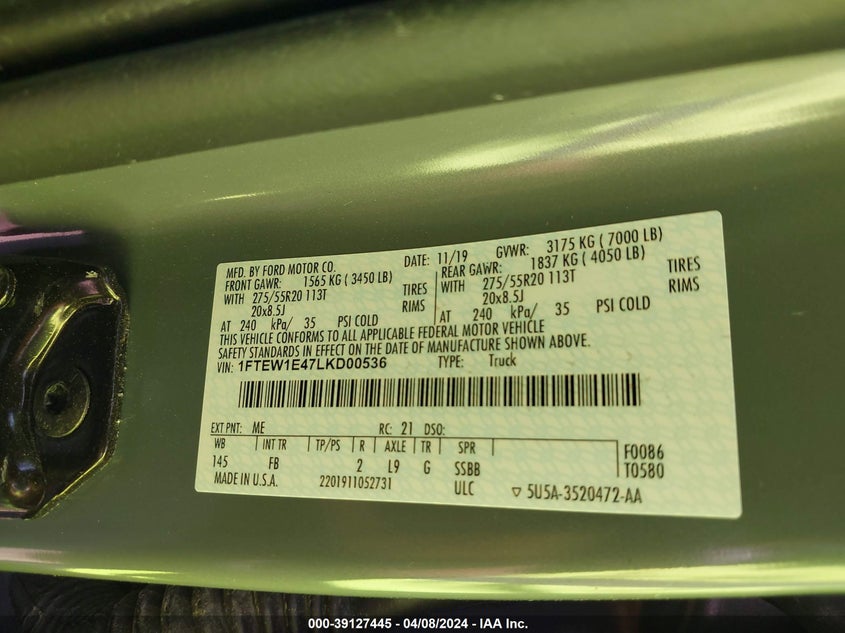 MFD. BY FORD MOTOR CO. DATE: 11/19 GVWR: 3175 KG ( 7000 LB)
FRONT GAWR: 1565 KG ( 3450 LB) REAR GAWR: 1837 KG ( 4050 LB)
WITH 275/55R20 113T TIRES WITH 275/55R20 113T TIRES
20x8.5J RIMS 20x8.5J RIMS
AT 240 kPa/ 35 PSI COLD AT 240 kPa/ 35 PSI COLD
THIS VEHICLE CONFORMS TO ALL APPLICABLE FEDERAL MOTOR VEHICLE
SAFETY STANDARDS IN EFFECT ON THE DATE OF MANUFACTURE SHOWN ABOVE.
VIN: 1FTEW1E47LKD00536 TYPE: Truck
EXT PNT: ME RC: 21 DSO:
WB INT TR TP/PS R AXLE TR SPR F0086
145 FB 2 L9 G SSBB T0580
MADE IN U.S.A. 2201911052731 ULC ▽ 5U5A-3520472-AA
000-39127445 - 04/08/2024 - IAA Inc.